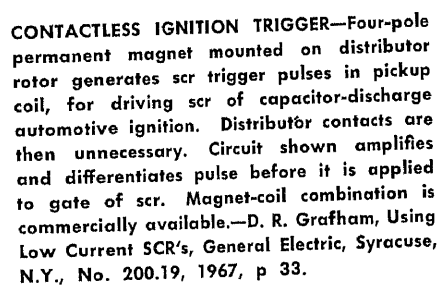 CONTACTLESS IGNITION TRIGGER—Four-pole
permanent magnet mounted on distributor
rotor generates scr trigger pulses in pickup
coil, for driving scr of capacitor-discharge
automotive ignition. Distributor contacts are
then unnecessary. Circuit shown amplifies
and differentiates pulse before it is applied
to gate of scr. Magnet-coil combination is
commercially available.—D. R. Grafham, Using
Low Current SCR's, General Electric, Syracuse,
N.Y., No. 200.19, 1967, p 33.